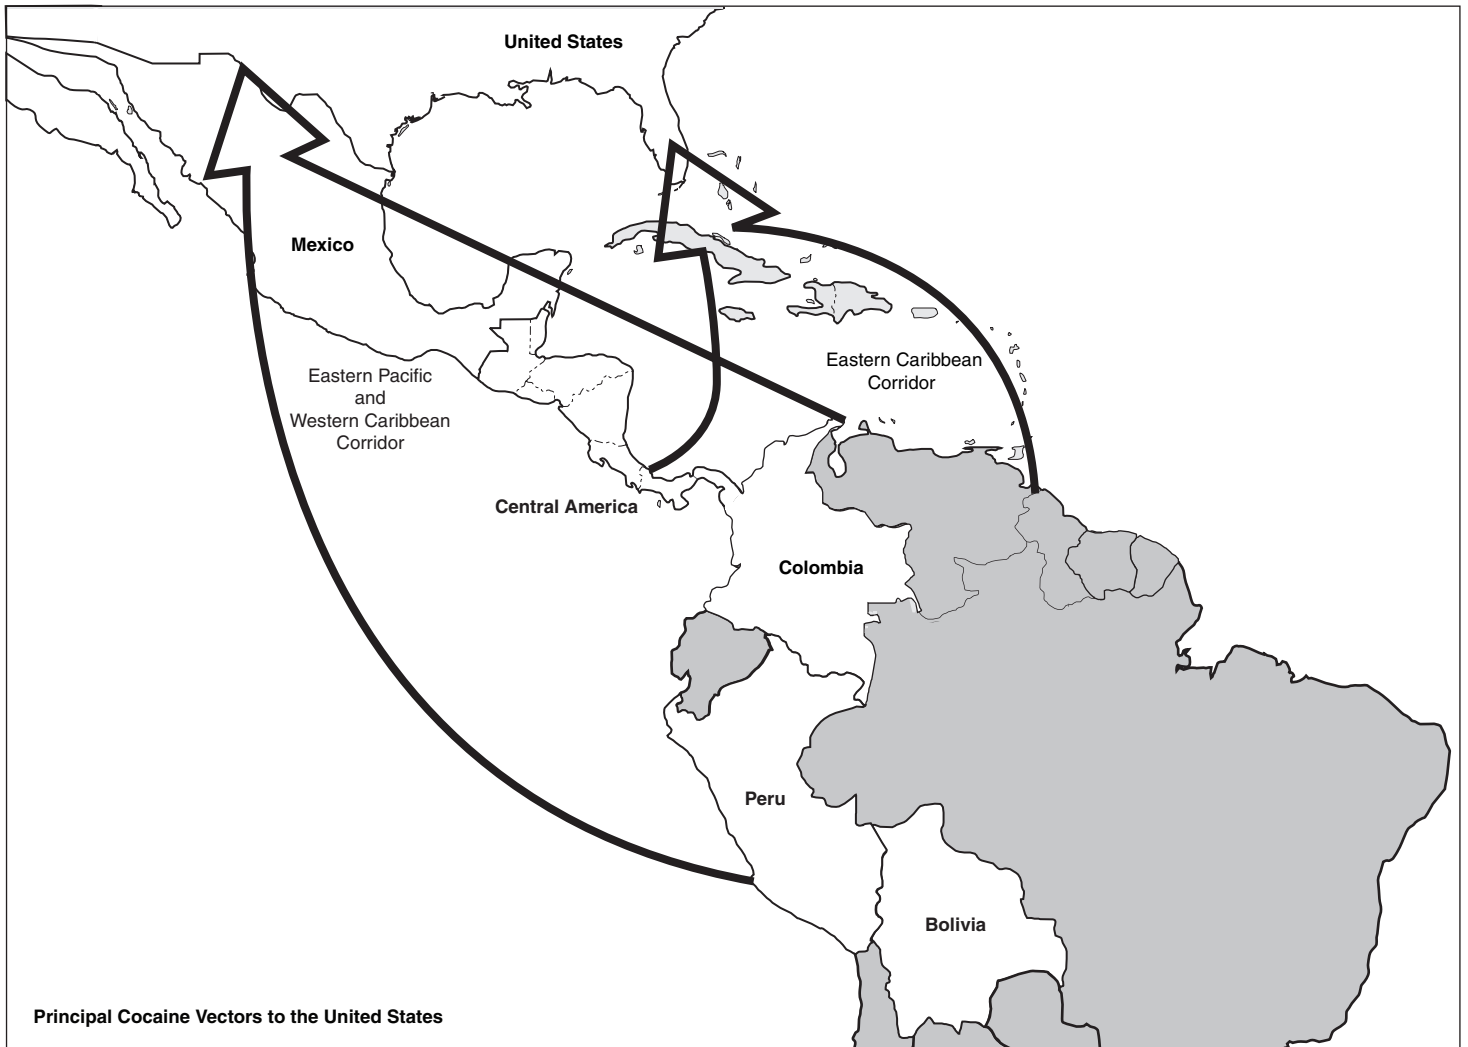 United States
Mexico
Eastern Caribbean
Corridor
Eastern Pacific
and
Western Caribbean
Corridor
Central America
Colombia
Peru
Bolivia
Principal Cocaine Vectors to the United States